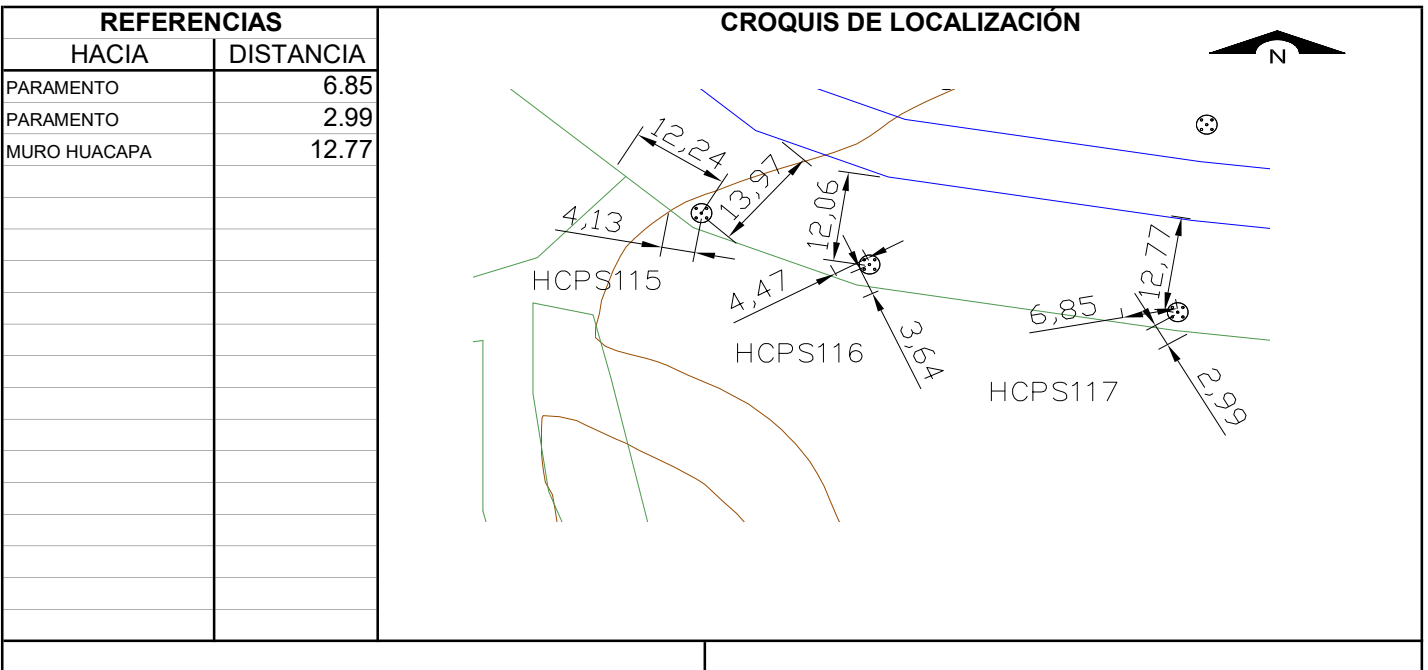 REFERENCIAS
HACIA DISTANCIA
PARAMENTO 6.85
PARAMENTO 2.99
MURO HUACAPA 12.77
CROQUIS DE LOCALIZACIÓN
N
12,24
13,97
4,13
12,06
HCPS115
4,47
12,77
6,85
3,64
HCPS116
HCPS117
2,99